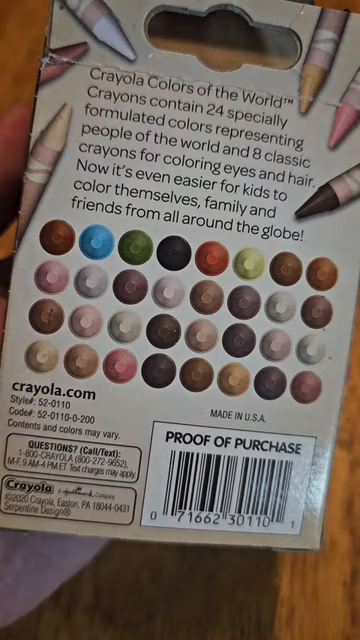 Crayola Colors of the World™
Crayons contain 24 specially
formulated colors representing
people of the world and 8 classic
crayons for coloring eyes and hair.
Now it's even easier for kids to
color themselves, family and
friends from all around the globe!
crayola.com
Style#: 52-0110
Code#: 52-0110-0-200
Contents and colors may vary.
MADE IN U.S.A.
QUESTIONS? (Call/Text):
1-800-CRAYOLA (800-272-9652),
M-F, 9 AM-4 PM ET. Text charges may apply.
Crayola
a Hallmark Company
©2020 Crayola, Easton, PA 18044-0431
Serpentine Design®
PROOF OF PURCHASE
0 71662 30110 1